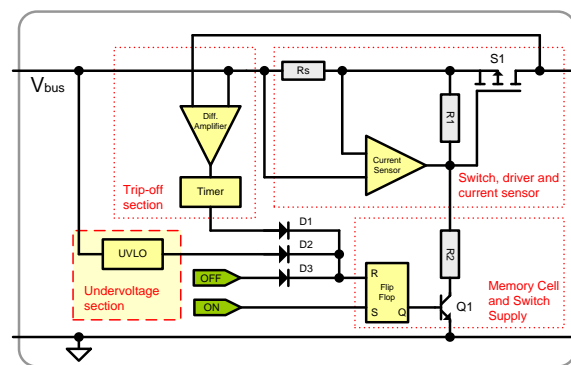 S1
Rs
Vbus
Diff.
Amplifier
R1
Current
Sensor
Trip-off
section
Timer
Switch, driver and
current sensor
D1
UVLO
D2
R2
OFF
D3
R
Flip
Flop
Undervoltage
section
ON
S
Q
Q1
Memory Cell
and Switch
Supply